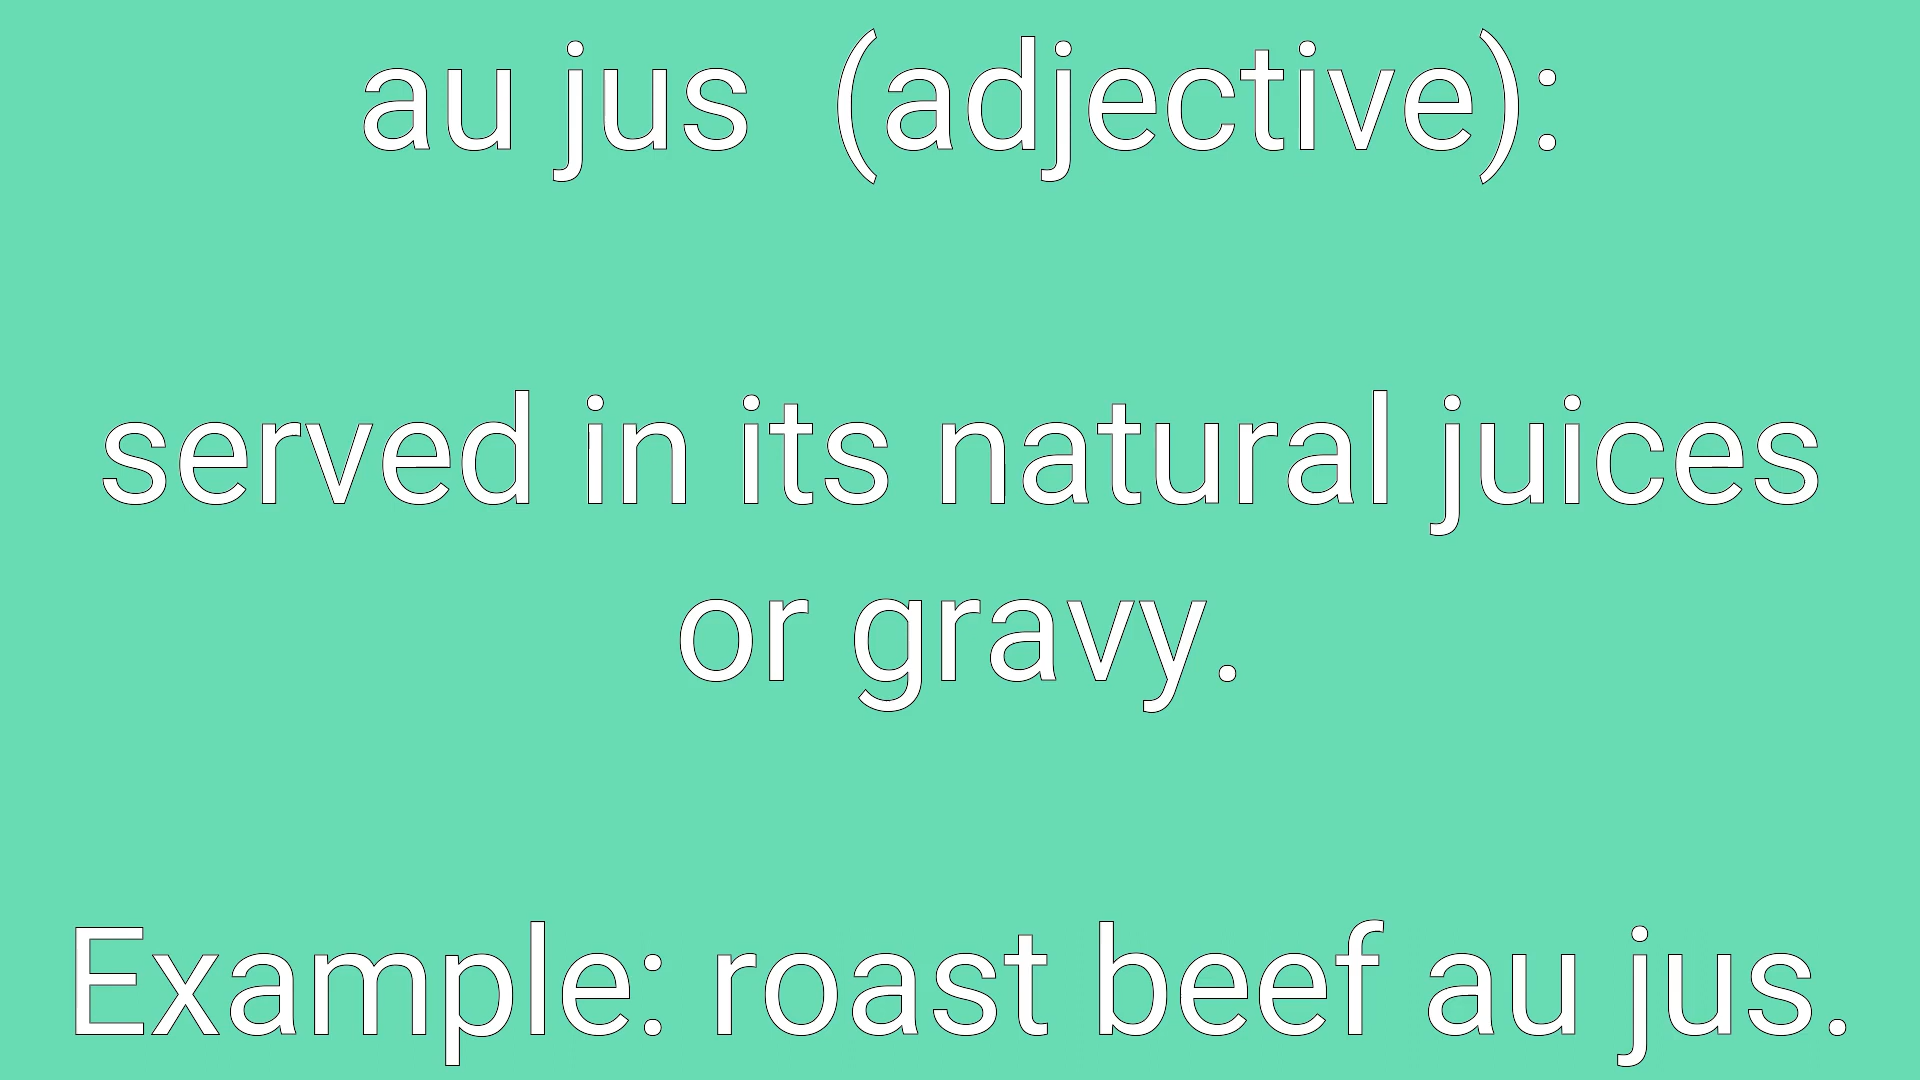 au jus  (adjective):
served in its natural juices
or gravy.
Example: roast beef au jus.